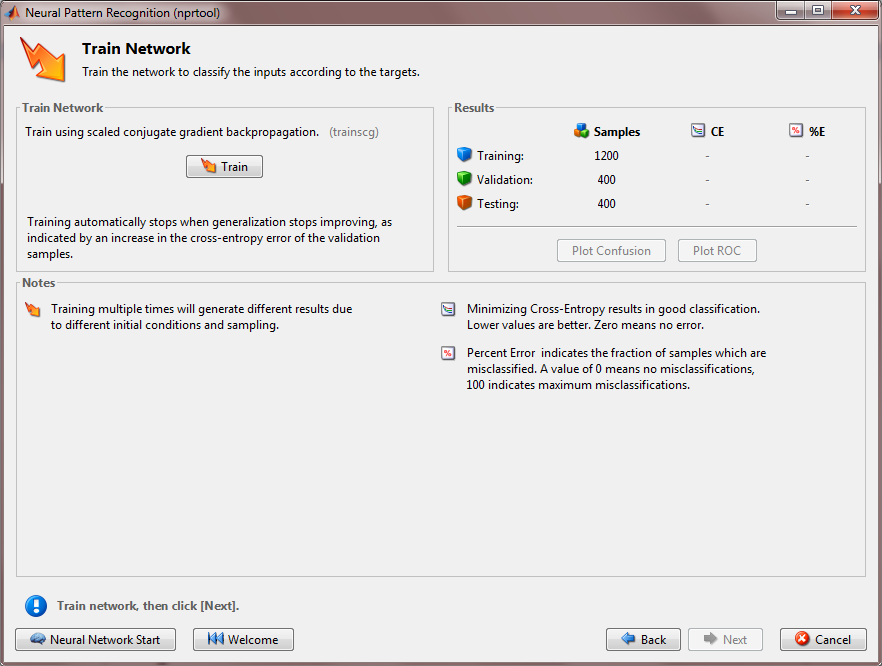 Neural Pattern Recognition (nprtool)
Train Network
Train the network to classify the inputs according to the targets.
Train Network
Train using scaled conjugate gradient backpropagation. (trainscg)
Train
Training automatically stops when generalization stops improving, as
indicated by an increase in the cross-entropy error of the validation
samples.
Results
Samples CE % %E
Training: 1200 - -
Validation: 400 - -
Testing: 400 - -
Plot Confusion Plot ROC
Notes
Training multiple times will generate different results due
to different initial conditions and sampling.
Minimizing Cross-Entropy results in good classification.
Lower values are better. Zero means no error.
% Percent Error indicates the fraction of samples which are
misclassified. A value of 0 means no misclassifications,
100 indicates maximum misclassifications.
Train network, then click [Next].
Neural Network Start Welcome Back Next Cancel